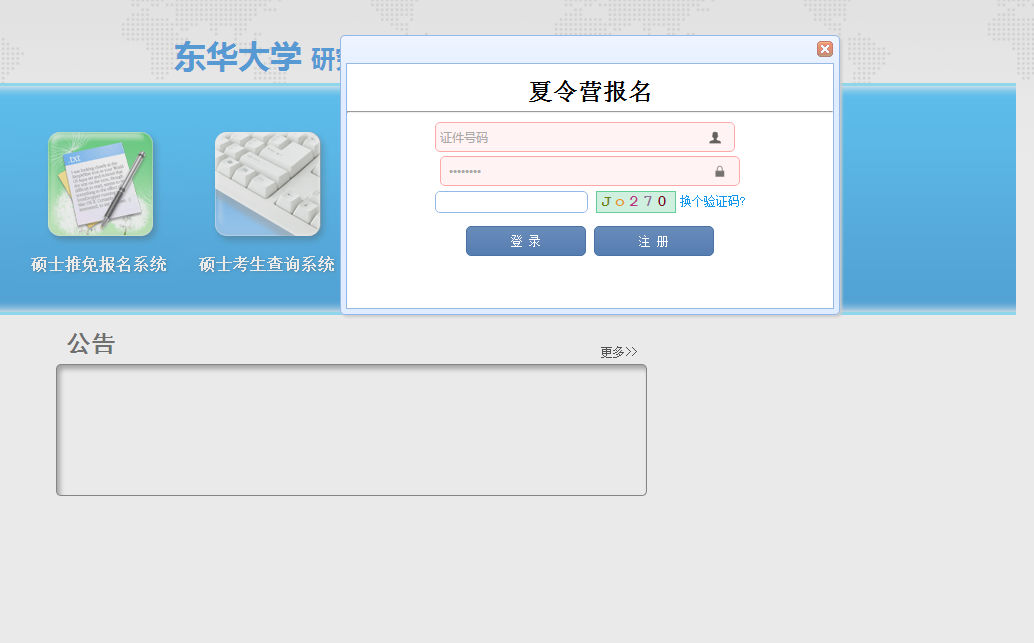 东华大学 研究
夏令营报名
证件号码
********
Jo270 换个验证码?
登 录 注 册
.txt
硕士推免报名系统 硕士考生查询系统
公告
更多>>